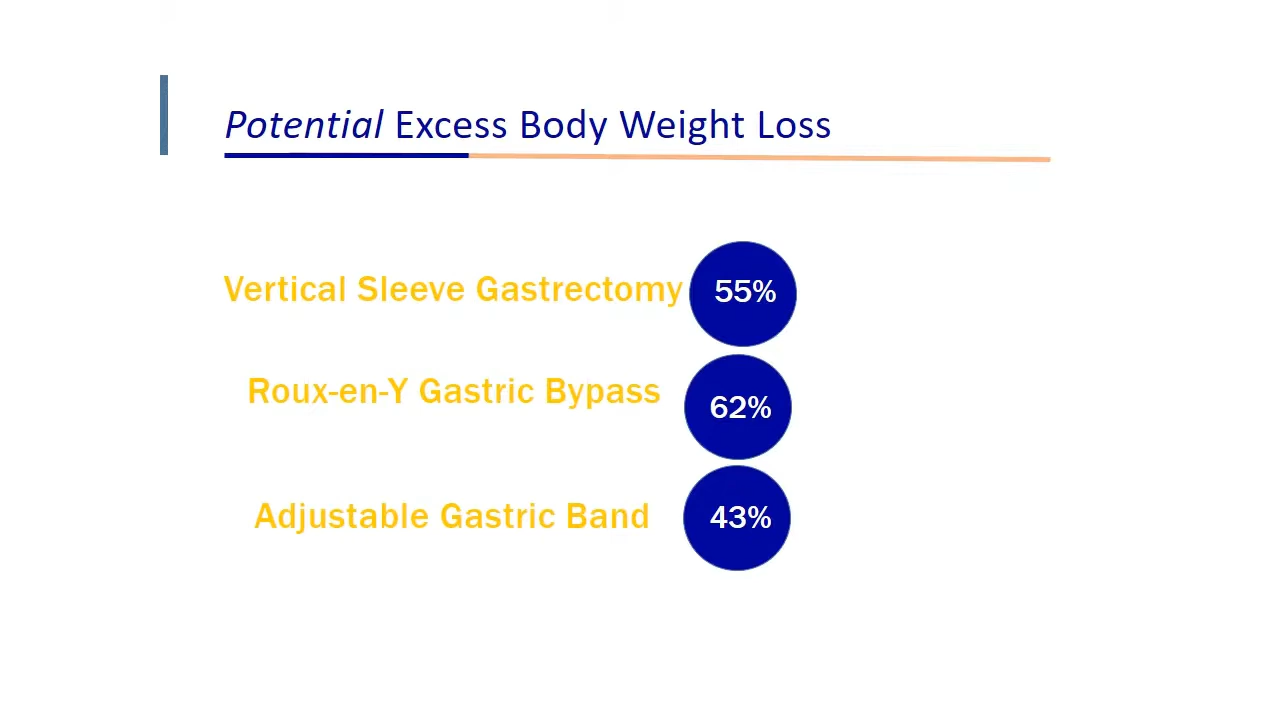 Potential Excess Body Weight Loss
Vertical Sleeve Gastrectomy 55%
Roux-en-Y Gastric Bypass 62%
Adjustable Gastric Band 43%